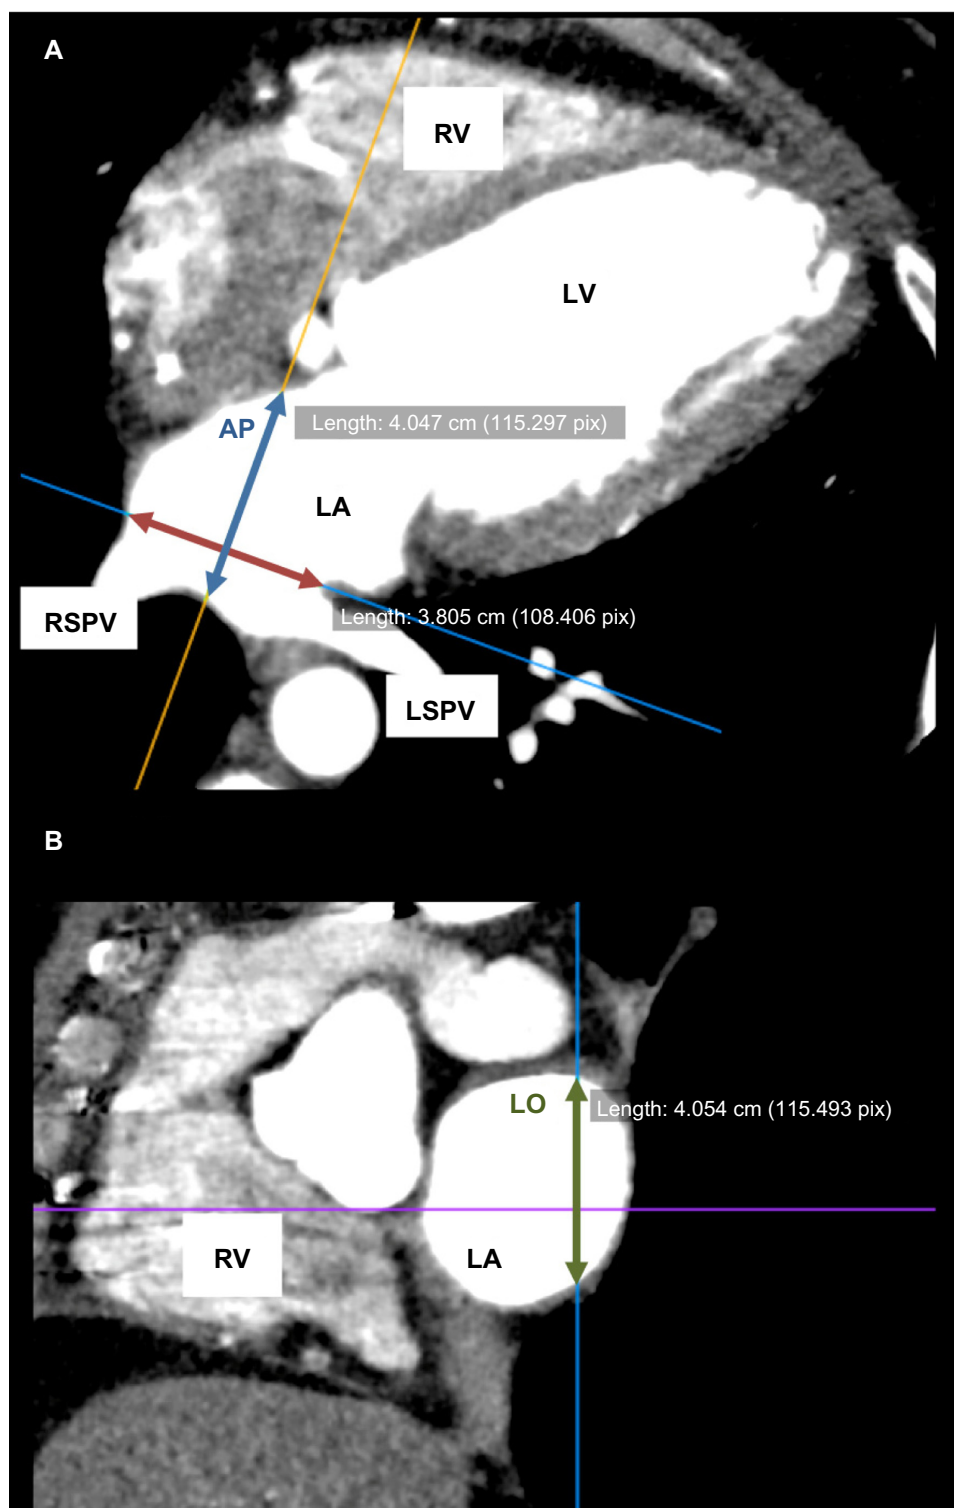 A
RV
LV
AP
Length: 4.047 cm (115.297 pix)
LA
RSPV
Length: 3.805 cm (108.406 pix)
LSPV
B
LO
Length: 4.054 cm (115.493 pix)
RV
LA